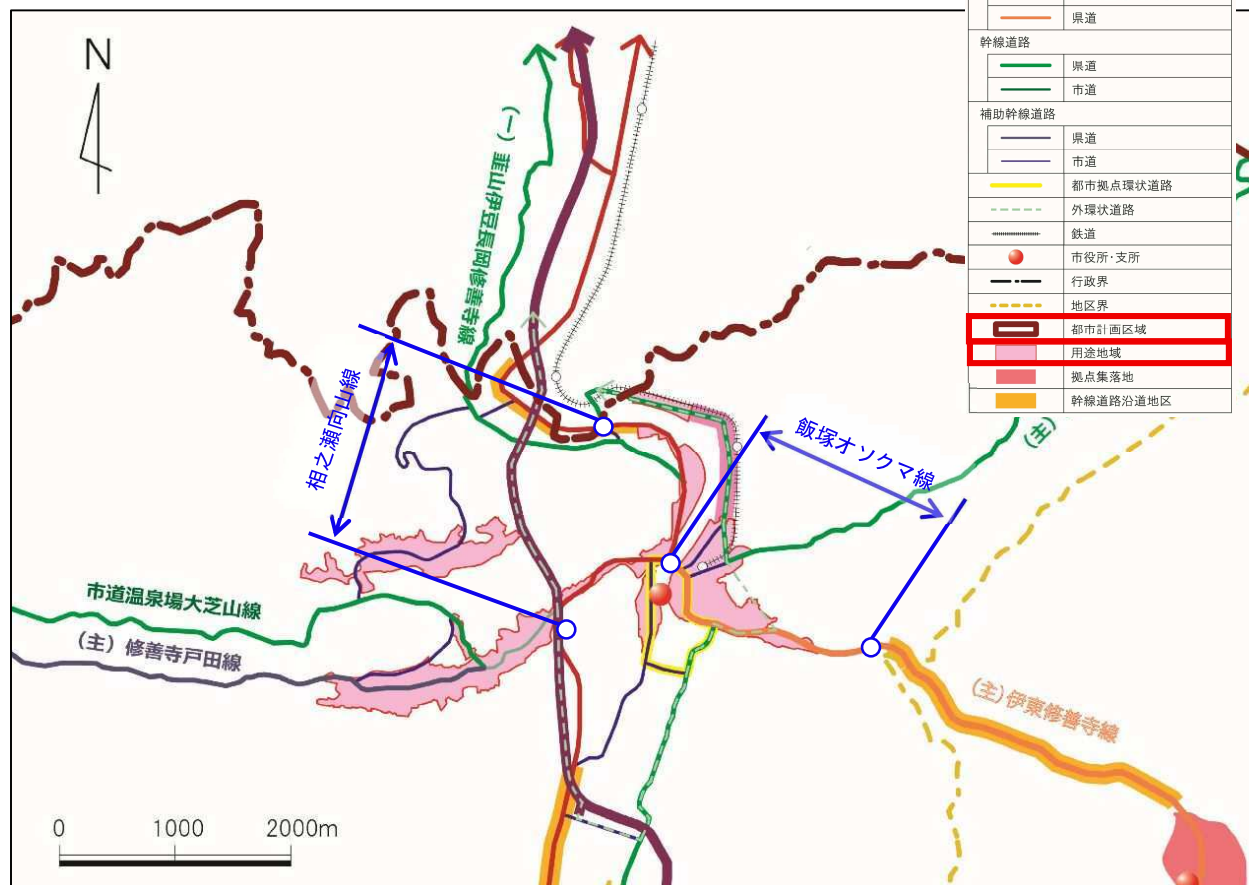 県道
幹線道路
県道
市道
補助幹線道路
県道
市道
都市拠点環状道路
外環状道路
鉄道
市役所・支所
行政界
地区界
都市計画区域
用途地域
拠点集落地
幹線道路沿道地区
N
(一) 韮山伊豆長岡修善寺線
相之瀬向山線
飯塚オソクマ線
(主)
市道温泉場大芝山線
(主) 修善寺戸田線
(主) 伊東修善寺線
0 1000 2000m